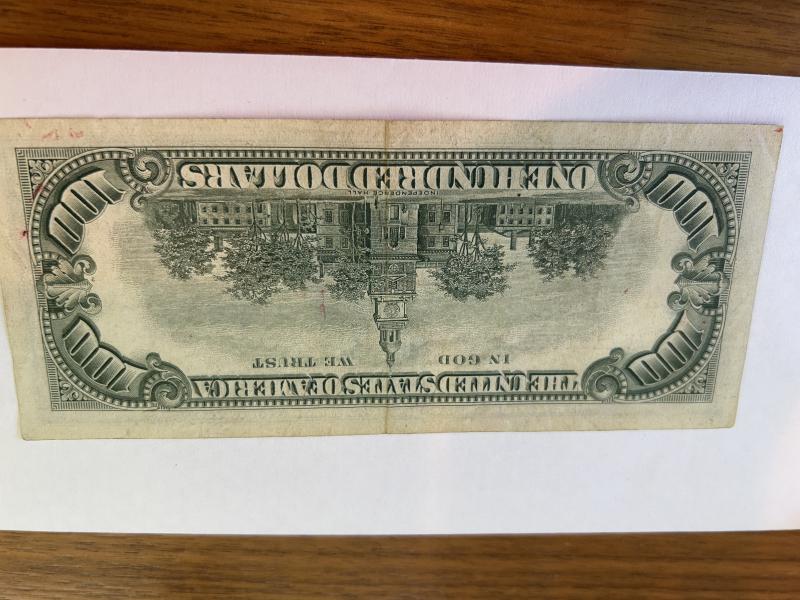 THE UNITED STATES OF AMERICA
IN GOD WE TRUST
100 100
100 100
INDEPENDENCE HALL
ONE HUNDRED DOLLARS